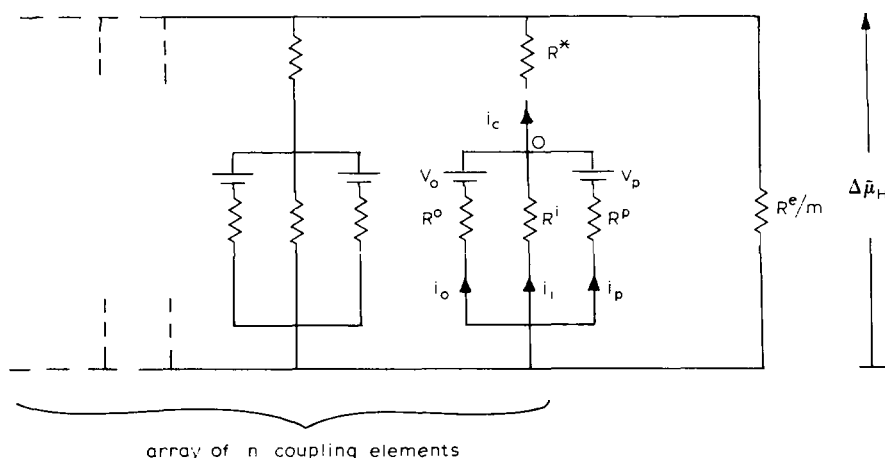 R*
i_c
O
V_o
V_p
Δμ̃_H
R^o
R^i
R^p
R^e/m
i_o
i_i
i_p
array of n coupling elements